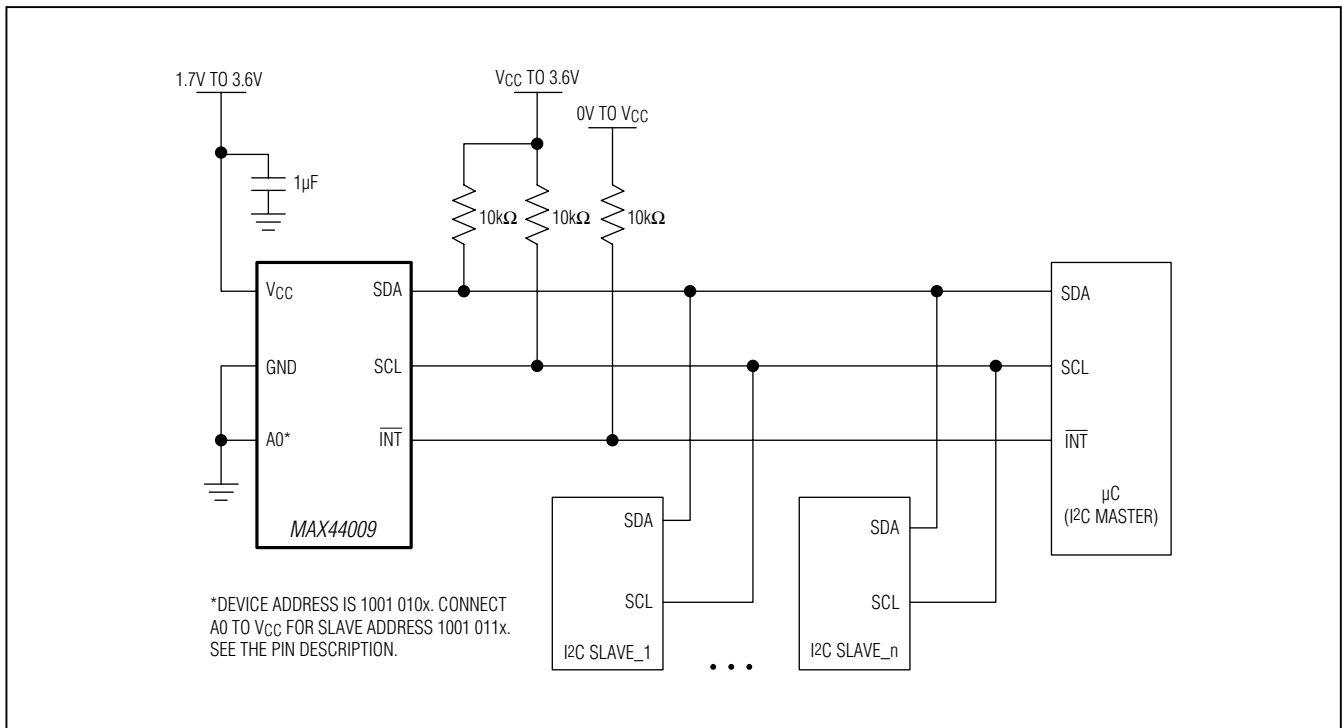 1.7V TO 3.6V
VCC TO 3.6V
0V TO VCC
1µF
10kΩ
10kΩ
10kΩ
VCC
SDA
GND
SCL
A0*
INT
MAX44009
SDA
SCL
INT
µC
(I2C MASTER)
SDA
SCL
I2C SLAVE_1
• • •
SDA
SCL
I2C SLAVE_n
*DEVICE ADDRESS IS 1001 010x. CONNECT
A0 TO VCC FOR SLAVE ADDRESS 1001 011x.
SEE THE PIN DESCRIPTION.